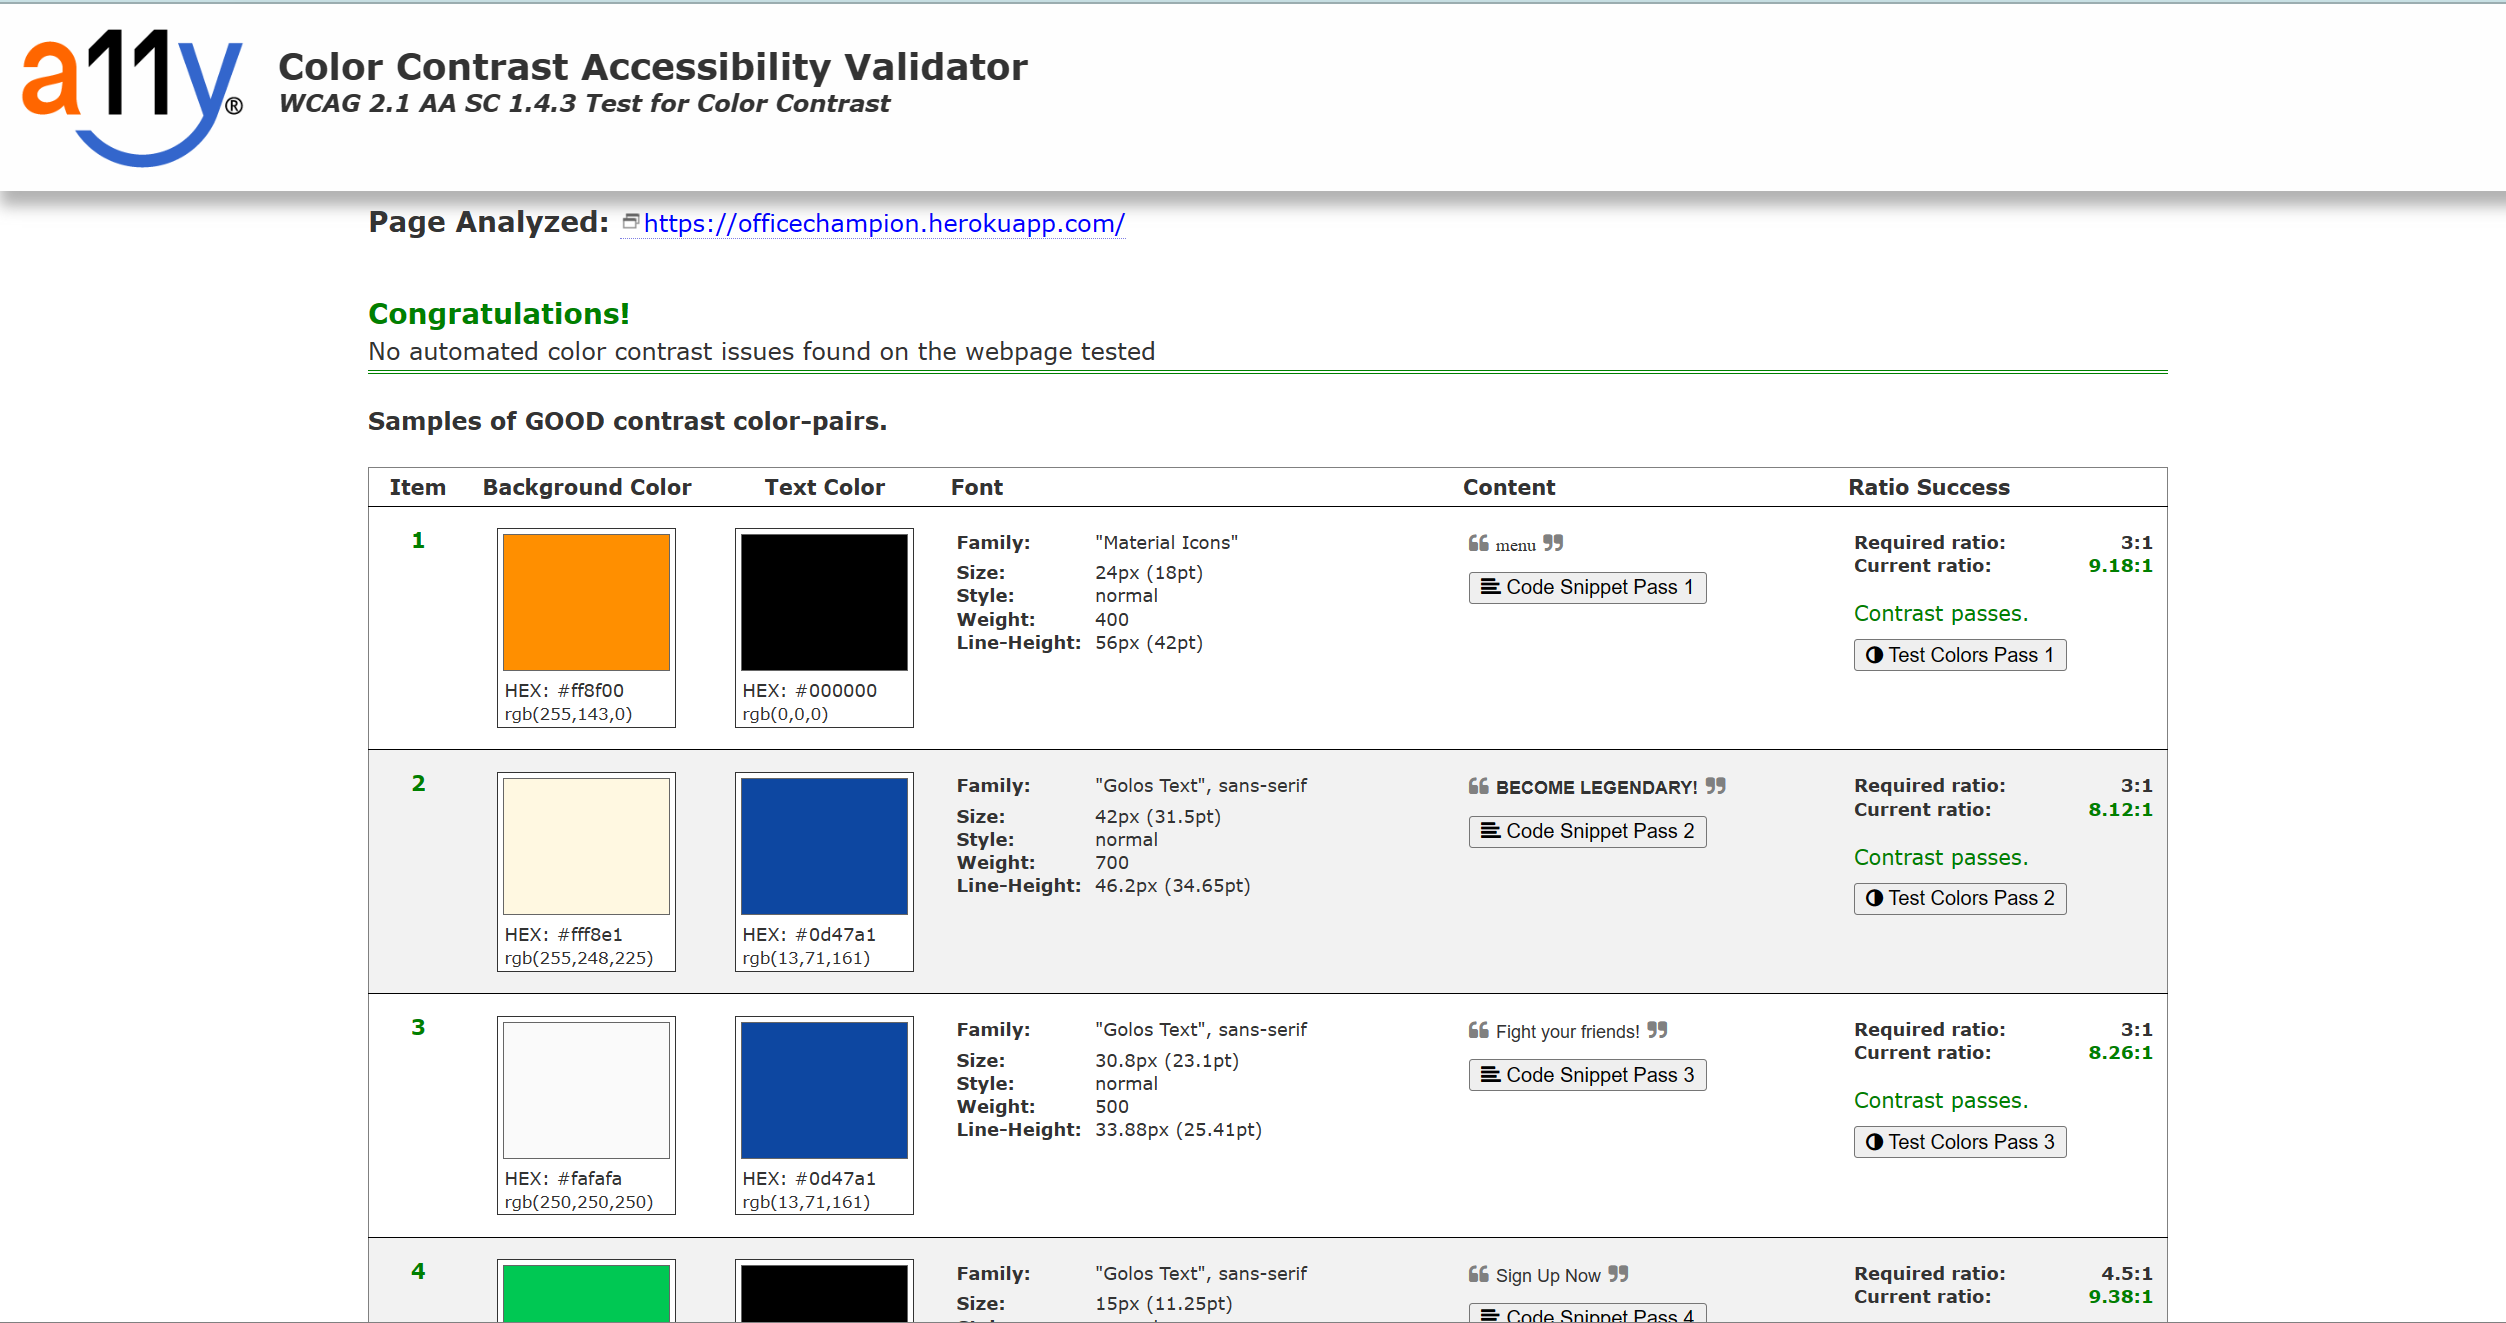 a11y®
Color Contrast Accessibility Validator
WCAG 2.1 AA SC 1.4.3 Test for Color Contrast
Page Analyzed: https://officechampion.herokuapp.com/
Congratulations!
No automated color contrast issues found on the webpage tested
Samples of GOOD contrast color-pairs.
Item Background Color Text Color Font Content Ratio Success
1
HEX: #ff8f00
rgb(255,143,0)
HEX: #000000
rgb(0,0,0)
Family: "Material Icons"
Size: 24px (18pt)
Style: normal
Weight: 400
Line-Height: 56px (42pt)
❝ menu ❞
Code Snippet Pass 1
Required ratio: 3:1
Current ratio: 9.18:1
Contrast passes.
Test Colors Pass 1
2
HEX: #fff8e1
rgb(255,248,225)
HEX: #0d47a1
rgb(13,71,161)
Family: "Golos Text", sans-serif
Size: 42px (31.5pt)
Style: normal
Weight: 700
Line-Height: 46.2px (34.65pt)
❝ BECOME LEGENDARY! ❞
Code Snippet Pass 2
Required ratio: 3:1
Current ratio: 8.12:1
Contrast passes.
Test Colors Pass 2
3
HEX: #fafafa
rgb(250,250,250)
HEX: #0d47a1
rgb(13,71,161)
Family: "Golos Text", sans-serif
Size: 30.8px (23.1pt)
Style: normal
Weight: 500
Line-Height: 33.88px (25.41pt)
❝ Fight your friends! ❞
Code Snippet Pass 3
Required ratio: 3:1
Current ratio: 8.26:1
Contrast passes.
Test Colors Pass 3
4
Family: "Golos Text", sans-serif
Size: 15px (11.25pt)
❝ Sign Up Now ❞
Code Snippet Pass 4
Required ratio: 4.5:1
Current ratio: 9.38:1